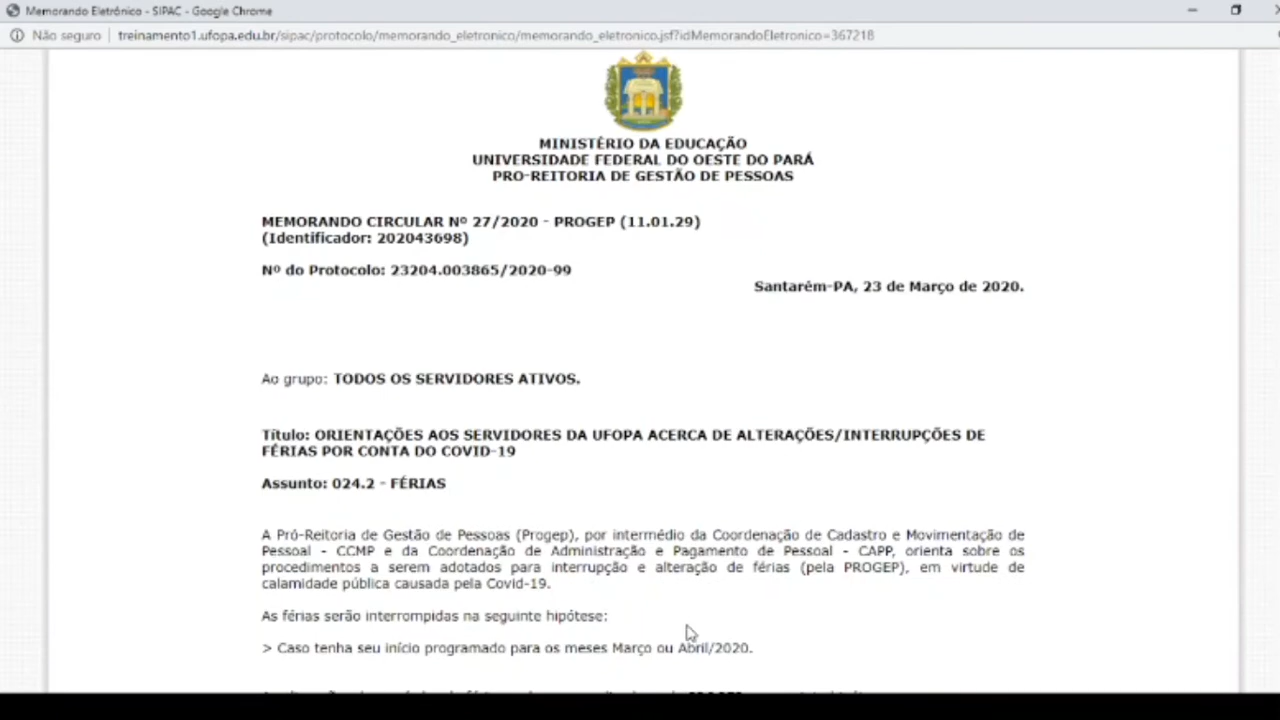 Memorando Eletrônico - SIPAC - Google Chrome
Não seguro | treinamento1.ufopa.edu.br/sipac/protocolo/memorando_eletronico/memorando_eletronico.jsf?idMemorandoEletronico=367218
MINISTÉRIO DA EDUCAÇÃO
UNIVERSIDADE FEDERAL DO OESTE DO PARÁ
PRO-REITORIA DE GESTÃO DE PESSOAS
MEMORANDO CIRCULAR Nº 27/2020 - PROGEP (11.01.29)
(Identificador: 202043698)
Nº do Protocolo: 23204.003865/2020-99
Santarém-PA, 23 de Março de 2020.
Ao grupo: TODOS OS SERVIDORES ATIVOS.
Título: ORIENTAÇÕES AOS SERVIDORES DA UFOPA ACERCA DE ALTERAÇÕES/INTERRUPÇÕES DE
FÉRIAS POR CONTA DO COVID-19
Assunto: 024.2 - FÉRIAS
A Pró-Reitoria de Gestão de Pessoas (Progep), por intermédio da Coordenação de Cadastro e Movimentação de
Pessoal - CCMP e da Coordenação de Administração e Pagamento de Pessoal - CAPP, orienta sobre os
procedimentos a serem adotados para interrupção e alteração de férias (pela PROGEP), em virtude de
calamidade pública causada pela Covid-19.
As férias serão interrompidas na seguinte hipótese:
> Caso tenha seu início programado para os meses Março ou Abril/2020.